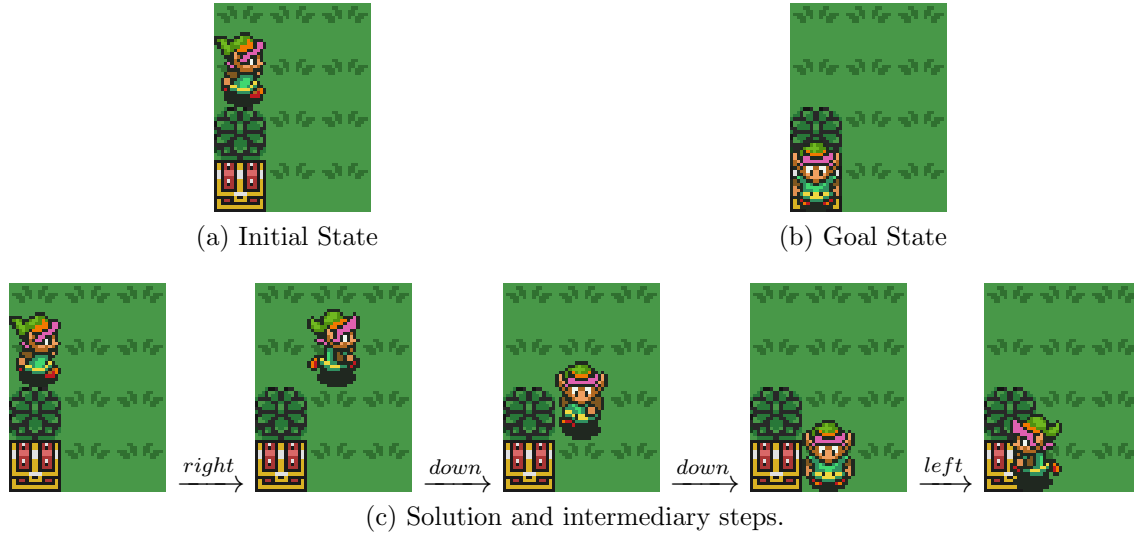 (a) Initial State
(b) Goal State
right
down
down
left
(c) Solution and intermediary steps.